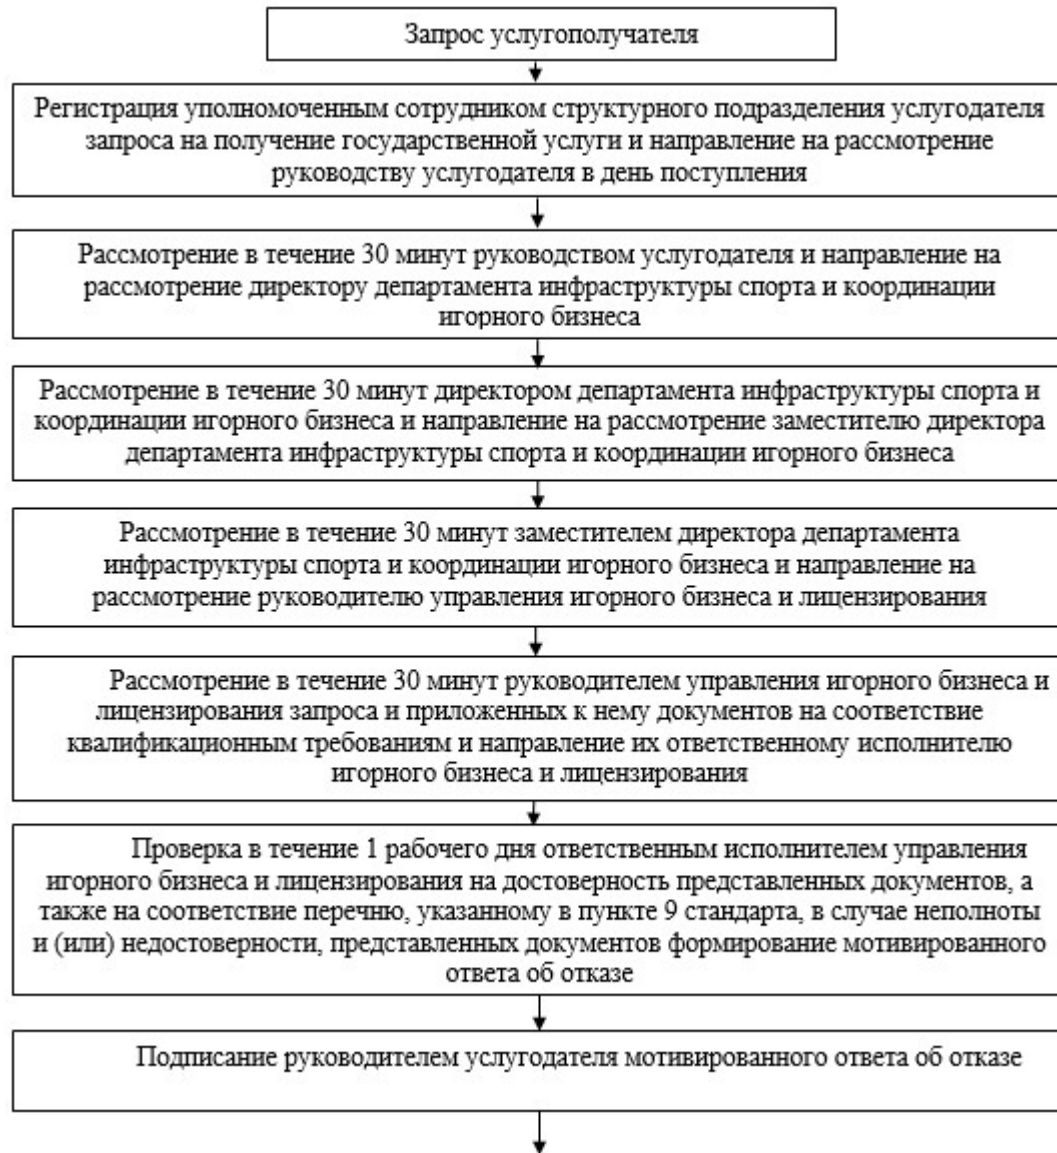 Запрос услугополучателя
Регистрация уполномоченным сотрудником структурного подразделения услугодателя
запроса на получение государственной услуги и направление на рассмотрение
руководству услугодателя в день поступления
Рассмотрение в течение 30 минут руководством услугодателя и направление на
рассмотрение директору департамента инфраструктуры спорта и координации
игорного бизнеса
Рассмотрение в течение 30 минут директором департамента инфраструктуры спорта и
координации игорного бизнеса и направление на рассмотрение заместителю директора
департамента инфраструктуры спорта и координации игорного бизнеса
Рассмотрение в течение 30 минут заместителем директора департамента
инфраструктуры спорта и координации игорного бизнеса и направление на
рассмотрение руководителю управления игорного бизнеса и лицензирования
Рассмотрение в течение 30 минут руководителем управления игорного бизнеса и
лицензирования запроса и приложенных к нему документов на соответствие
квалификационным требованиям и направление их ответственному исполнителю
игорного бизнеса и лицензирования
Проверка в течение 1 рабочего дня ответственным исполнителем управления
игорного бизнеса и лицензирования на достоверность представленных документов, а
также на соответствие перечню, указанному в пункте 9 стандарта, в случае неполноты
и (или) недостоверности, представленных документов формирование мотивированного
ответа об отказе
Подписание руководителем услугодателя мотивированного ответа об отказе